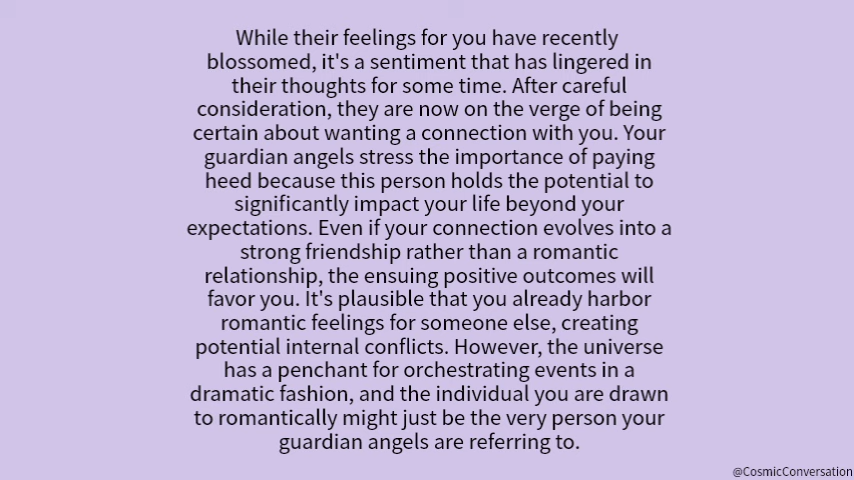 While their feelings for you have recently
blossomed, it's a sentiment that has lingered in
their thoughts for some time. After careful
consideration, they are now on the verge of being
certain about wanting a connection with you. Your
guardian angels stress the importance of paying
heed because this person holds the potential to
significantly impact your life beyond your
expectations. Even if your connection evolves into a
strong friendship rather than a romantic
relationship, the ensuing positive outcomes will
favor you. It's plausible that you already harbor
romantic feelings for someone else, creating
potential internal conflicts. However, the universe
has a penchant for orchestrating events in a
dramatic fashion, and the individual you are drawn
to romantically might just be the very person your
guardian angels are referring to.
@CosmicConversation